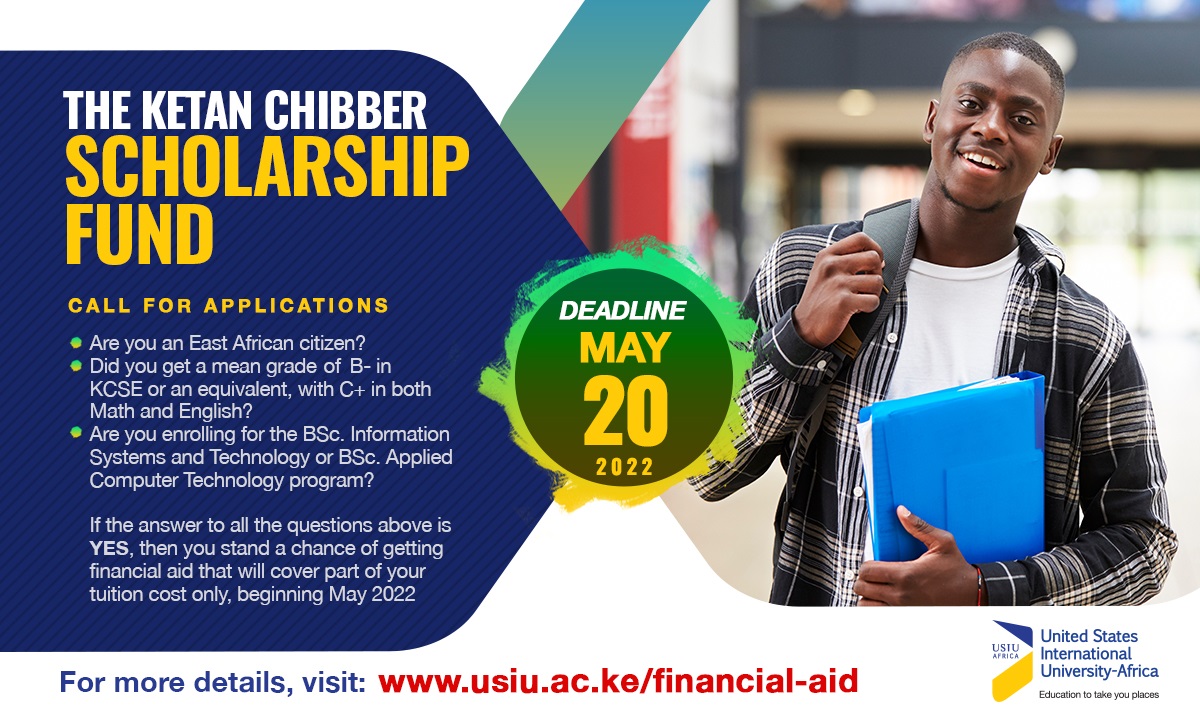 THE KETAN CHIBBER
SCHOLARSHIP
FUND
CALL FOR APPLICATIONS
Are you an East African citizen?
Did you get a mean grade of B- in
KCSE or an equivalent, with C+ in both
Math and English?
Are you enrolling for the BSc. Information
Systems and Technology or BSc. Applied
Computer Technology program?
If the answer to all the questions above is
YES, then you stand a chance of getting
financial aid that will cover part of your
tuition cost only, beginning May 2022
DEADLINE
MAY
20
2022
For more details, visit: www.usiu.ac.ke/financial-aid
USIU
AFRICA
United States
International
University-Africa
Education to take you places